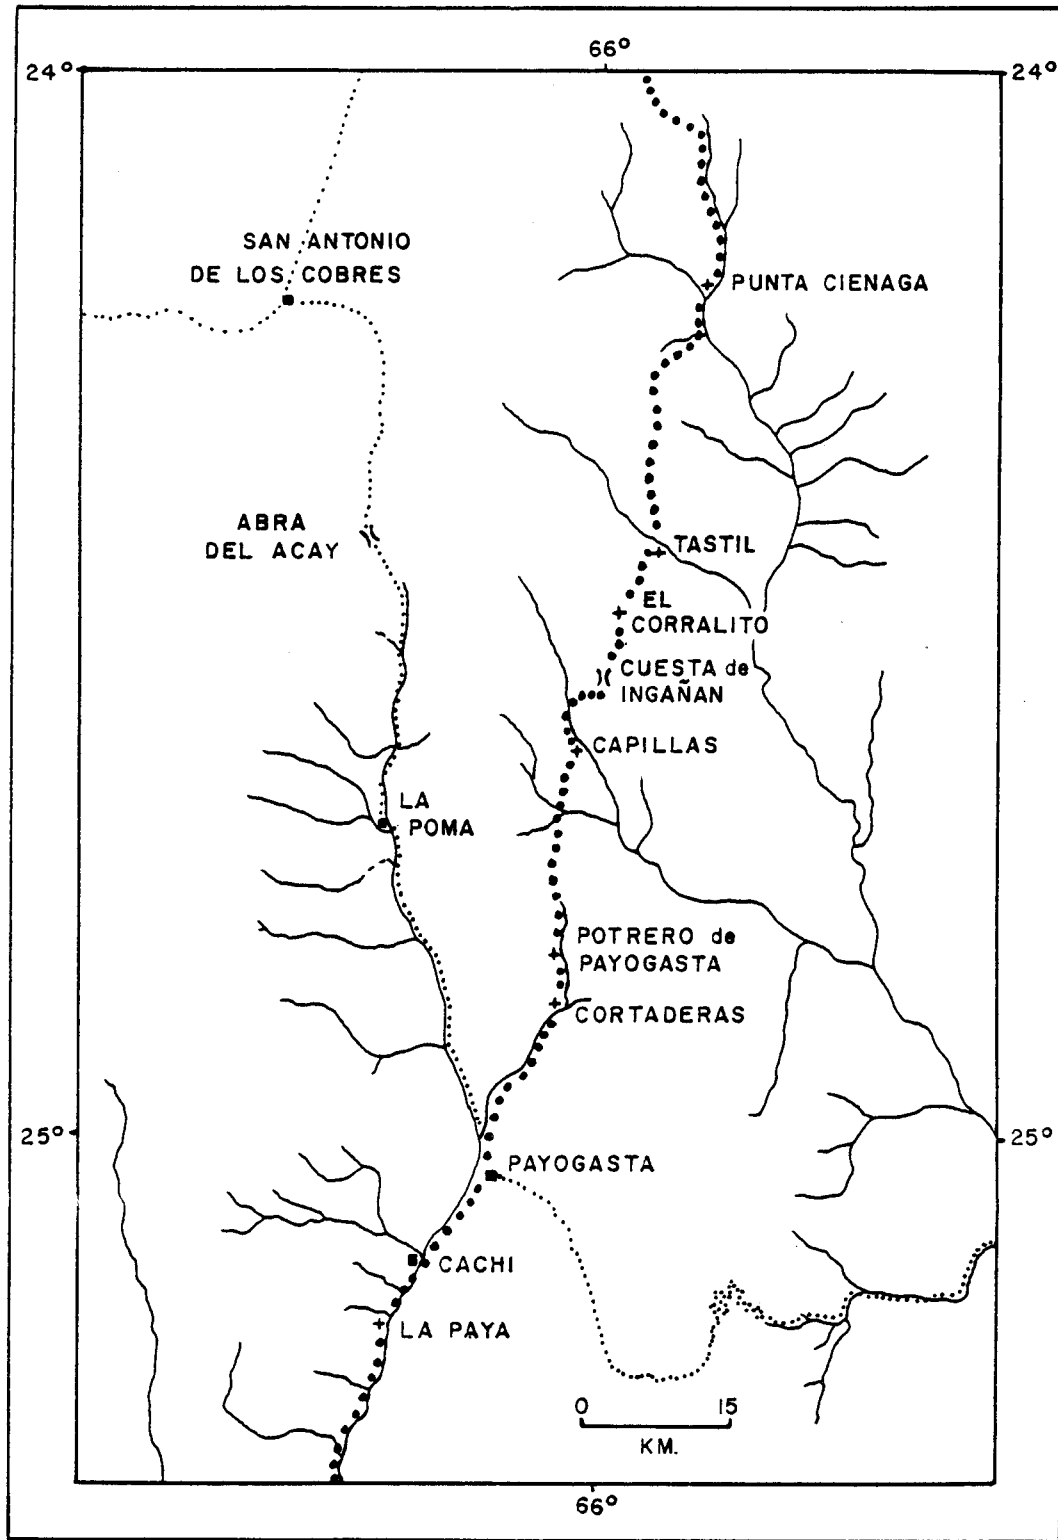 66°
24°
24°
SAN ANTONIO
DE LOS COBRES
PUNTA CIENAGA
ABRA
DEL ACAY
TASTIL
EL
CORRALITO
CUESTA de
INGAÑAN
CAPILLAS
LA
POMA
POTRERO de
PAYOGASTA
CORTADERAS
25°
25°
PAYOGASTA
CACHI
LA PAYA
0 15
KM.
66°